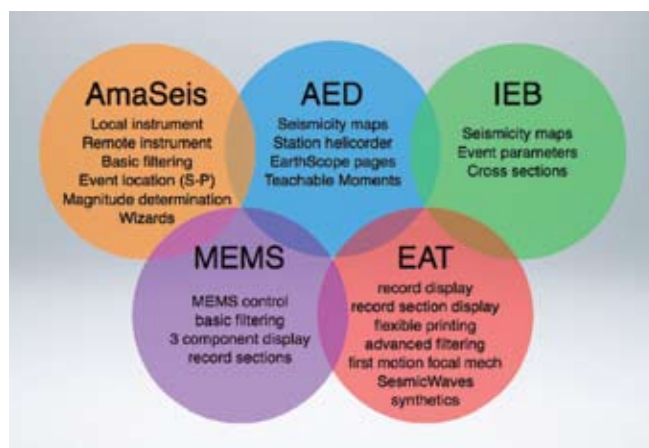 AmaSeis
Local instrument
Remote instrument
Basic filtering
Event location (S-P)
Magnitude determination
Wizards
AED
Seismicity maps
Station helicorder
EarthScope pages
Teachable Moments
IEB
Seismicity maps
Event parameters
Cross sections
MEMS
MEMS control
basic filtering
3 component display
record sections
EAT
record display
record section display
flexible printing
advanced filtering
first motion focal mech
SesmicWaves
synthetics